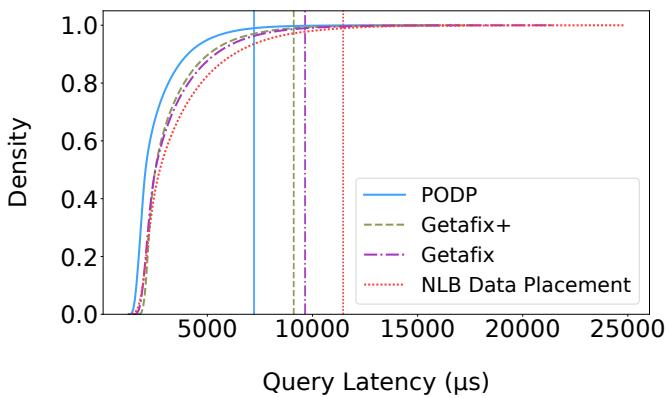 1.0
0.8
0.6
0.4
0.2
0.0
Density
PODP
Getafix+
Getafix
NLB Data Placement
5000 10000 15000 20000 25000
Query Latency (µs)